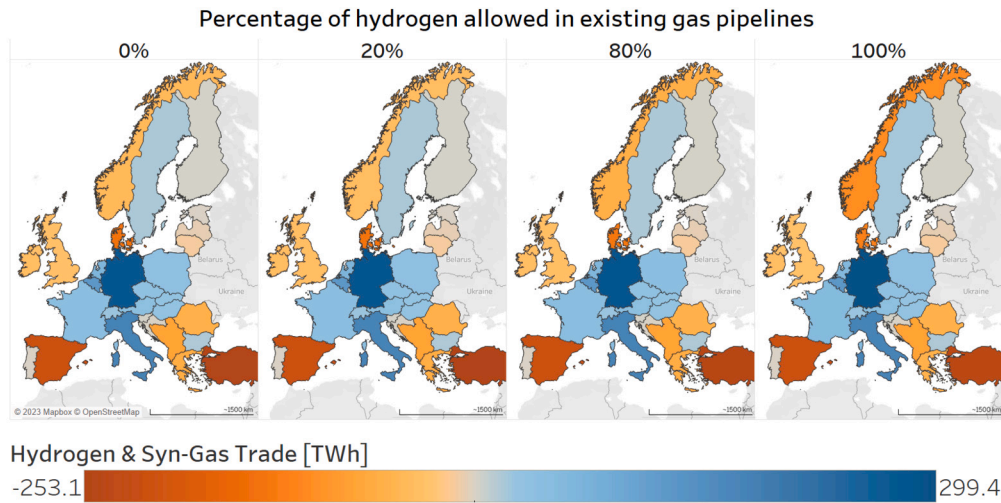 Percentage of hydrogen allowed in existing gas pipelines
0% 20% 80% 100%
Belarus Belarus Belarus Belarus
Ukraine Ukraine Ukraine Ukraine
© 2023 Mapbox © OpenStreetMap ~1500 km ~1500 km ~1500 km ~1500 km
Hydrogen & Syn-Gas Trade [TWh]
-253.1 299.4